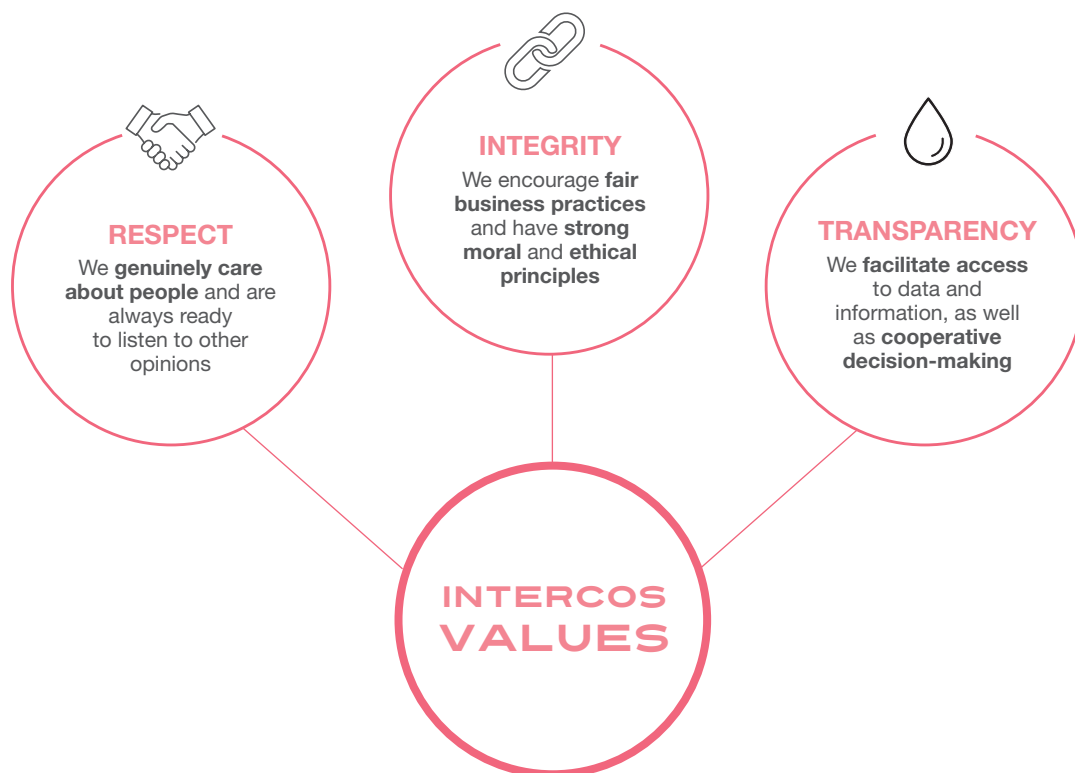 RESPECT
We genuinely care
about people and are
always ready
to listen to other
opinions
INTEGRITY
We encourage fair
business practices
and have strong
moral and ethical
principles
TRANSPARENCY
We facilitate access
to data and
information, as well
as cooperative
decision-making
INTERCOS
VALUES